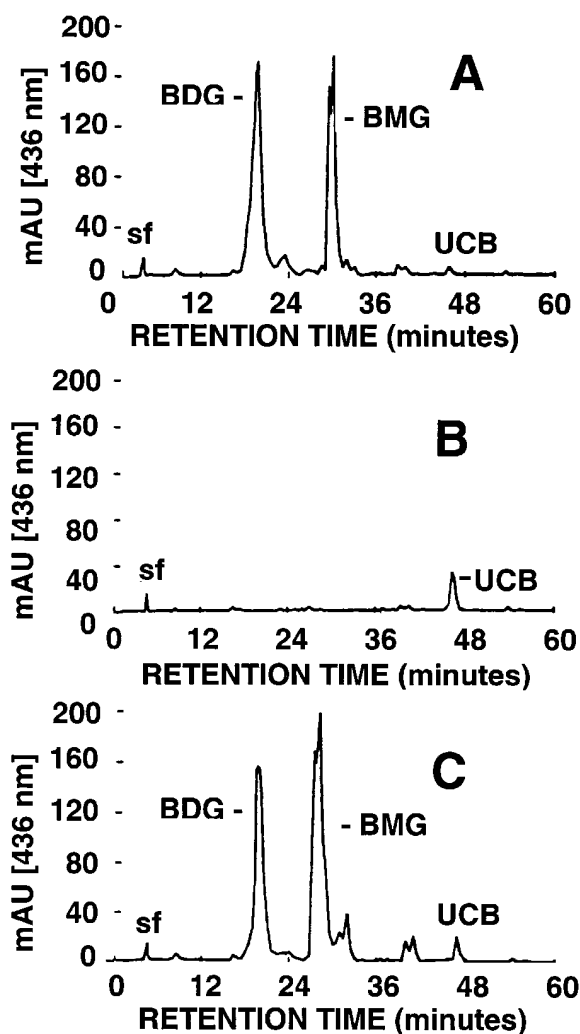 200
160
120
80
40
0
mAU [436 nm]
A
BDG -
- BMG
sf
UCB
0 12 24 36 48 60
RETENTION TIME (minutes)
200
160
120
80
40
0
mAU [436 nm]
B
sf
-UCB
0 12 24 36 48 60
RETENTION TIME (minutes)
200
160
120
80
40
0
mAU [436 nm]
C
BDG -
- BMG
sf
UCB
0 12 24 36 48 60
RETENTION TIME (minutes)